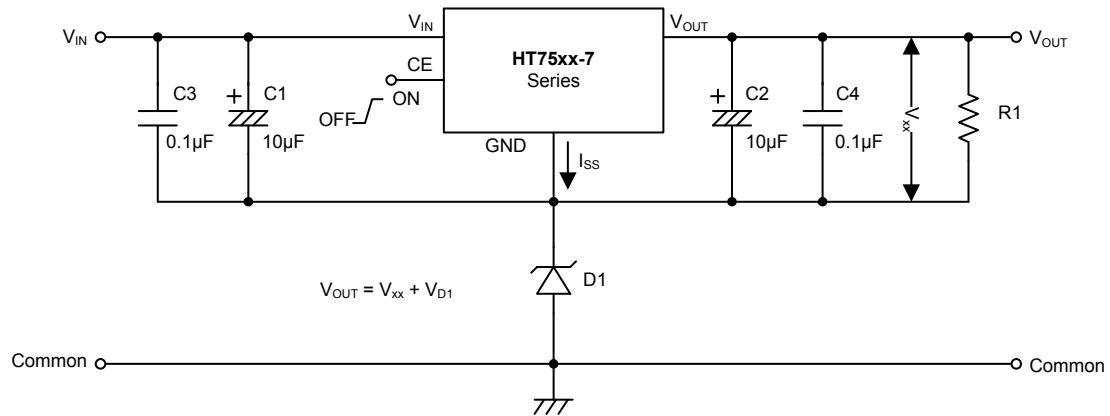 V_IN
V_IN
HT75xx-7
Series
V_OUT
V_OUT
CE
ON
OFF
C3
0.1µF
C1
10µF
GND
I_SS
C2
10µF
C4
0.1µF
V_xx
R1
V_OUT = V_xx + V_D1
D1
Common
Common